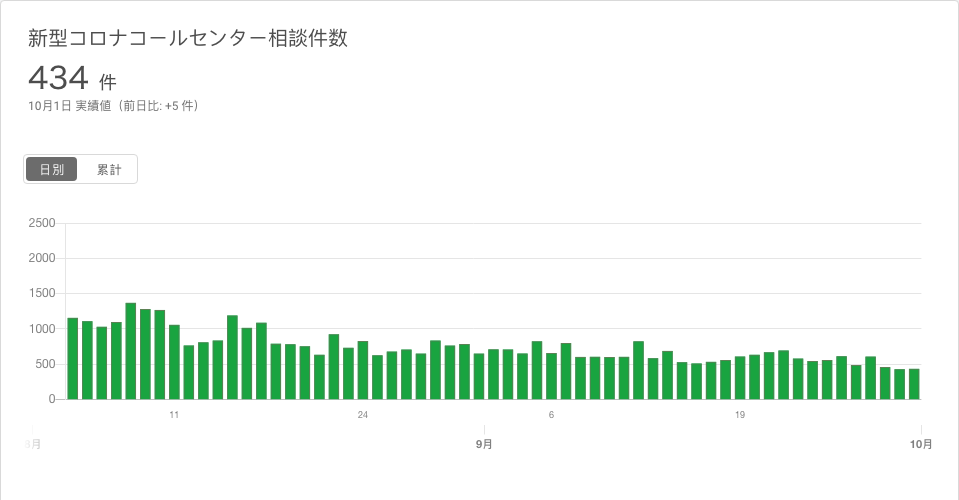 新型コロナコールセンター相談件数
434 件
10月1日 実績値（前日比: +5 件）
日別 累計
2500
2000
1500
1000
500
0
11 24 6 19
月 9月 10月